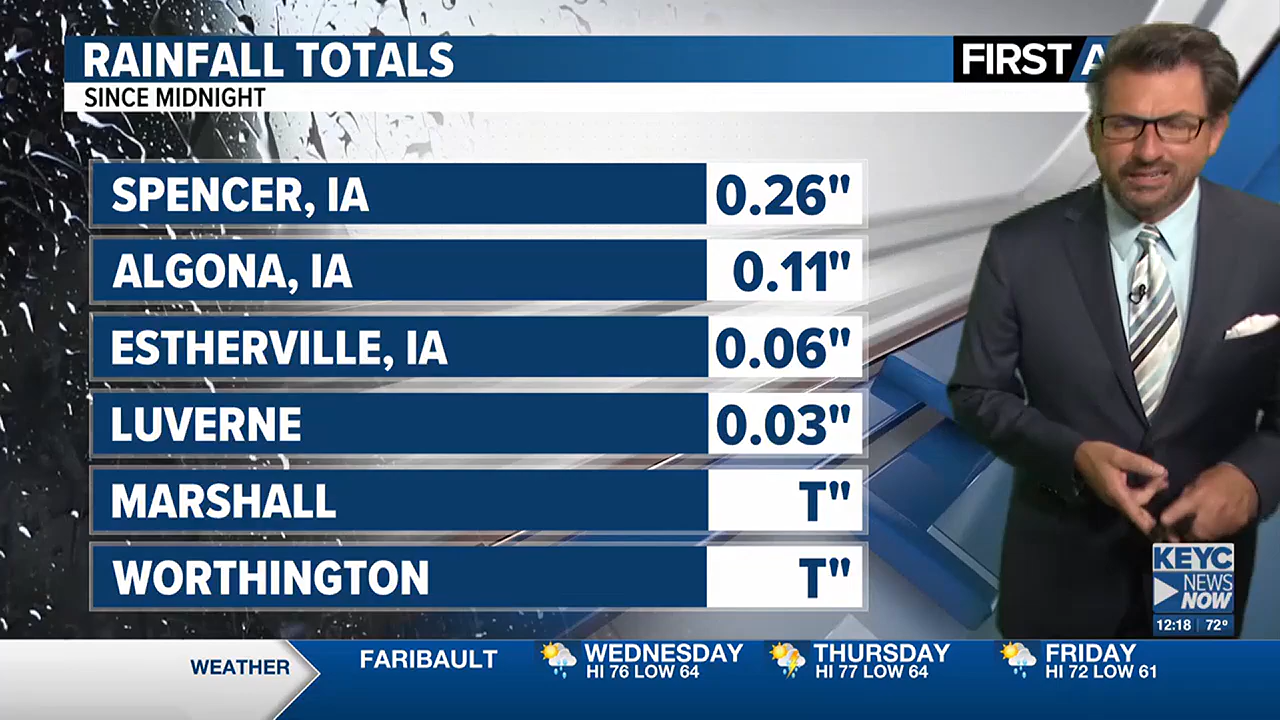 RAINFALL TOTALS
FIRST
SINCE MIDNIGHT
SPENCER, IA 0.26"
ALGONA, IA 0.11"
ESTHERVILLE, IA 0.06"
LUVERNE 0.03"
MARSHALL T"
WORTHINGTON T"
KEYC
NEWS
NOW
12:18 72°
WEATHER
FARIBAULT
WEDNESDAY
HI 76 LOW 64
THURSDAY
HI 77 LOW 64
FRIDAY
HI 72 LOW 61